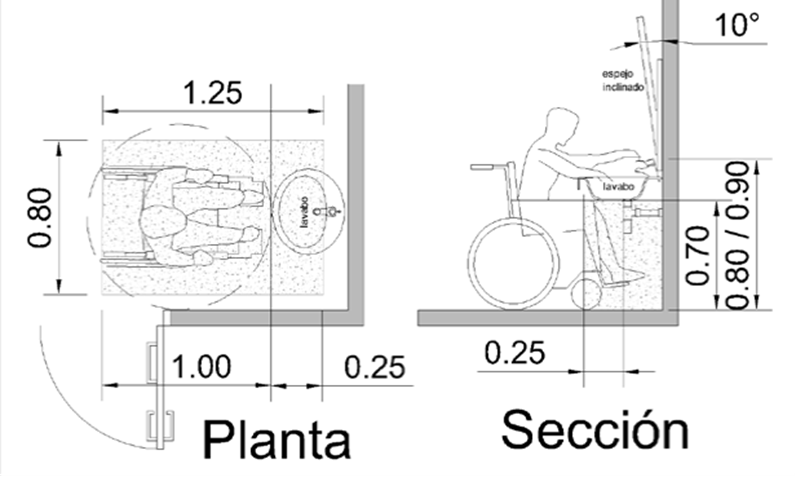 1.25
0.80
lavabo
1.00
0.25
Planta
10°
espejo
inclinado
lavabo
0.70
0.80 / 0.90
0.25
Sección